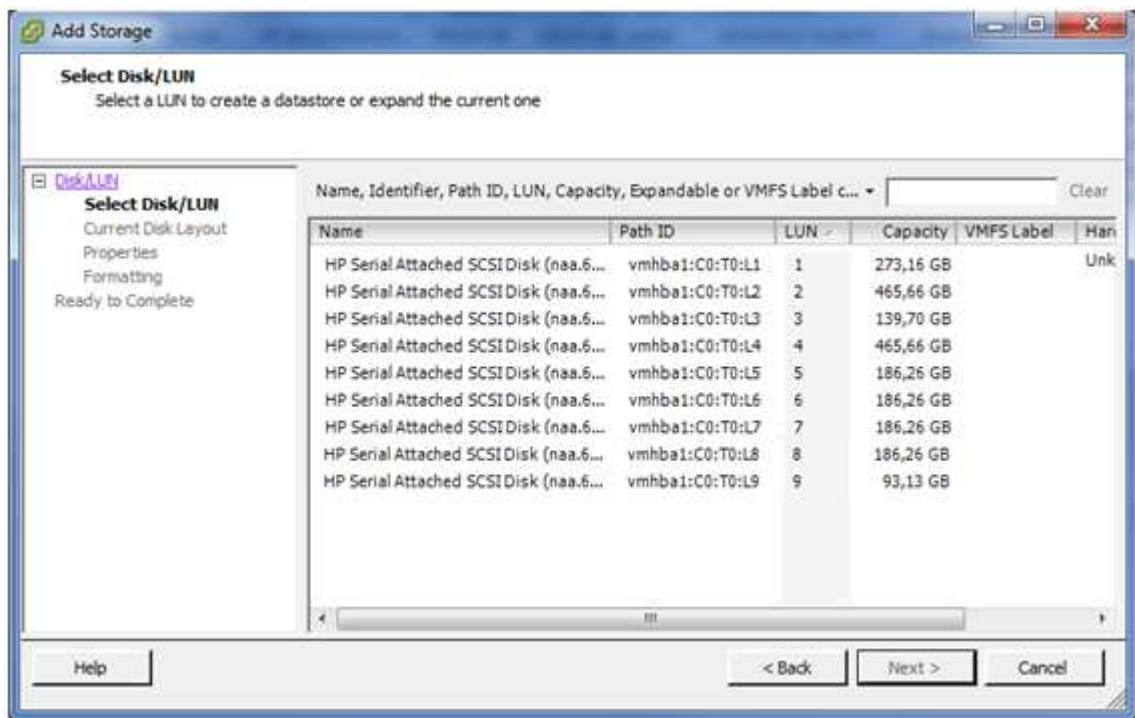 Add Storage
Select Disk/LUN
Select a LUN to create a datastore or expand the current one
Disk/LUN
Select Disk/LUN
Current Disk Layout
Properties
Formatting
Ready to Complete
Name, Identifier, Path ID, LUN, Capacity, Expandable or VMFS Label c... Clear
Name Path ID LUN Capacity VMFS Label Har
HP Serial Attached SCSI Disk (naa.6... vmhba1:C0:T0:L1 1 273,16 GB Unk
HP Serial Attached SCSI Disk (naa.6... vmhba1:C0:T0:L2 2 465,66 GB
HP Serial Attached SCSI Disk (naa.6... vmhba1:C0:T0:L3 3 139,70 GB
HP Serial Attached SCSI Disk (naa.6... vmhba1:C0:T0:L4 4 465,66 GB
HP Serial Attached SCSI Disk (naa.6... vmhba1:C0:T0:L5 5 186,26 GB
HP Serial Attached SCSI Disk (naa.6... vmhba1:C0:T0:L6 6 186,26 GB
HP Serial Attached SCSI Disk (naa.6... vmhba1:C0:T0:L7 7 186,26 GB
HP Serial Attached SCSI Disk (naa.6... vmhba1:C0:T0:L8 8 186,26 GB
HP Serial Attached SCSI Disk (naa.6... vmhba1:C0:T0:L9 9 93,13 GB
Help < Back Next > Cancel